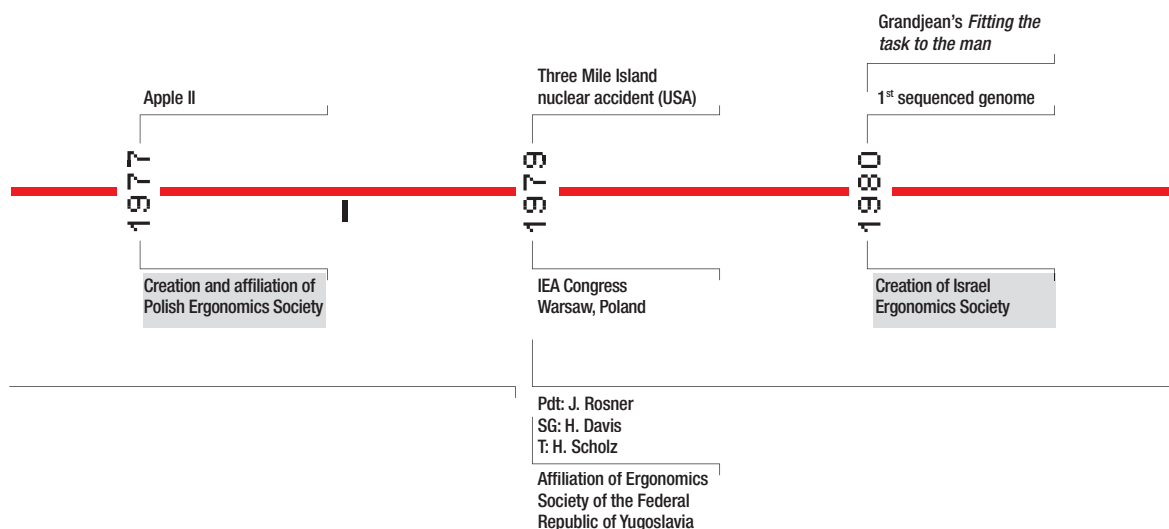 Apple II
1977
Creation and affiliation of
Polish Ergonomics Society
Three Mile Island
nuclear accident (USA)
1979
IEA Congress
Warsaw, Poland
Pdt: J. Rosner
SG: H. Davis
T: H. Scholz
Affiliation of Ergonomics
Society of the Federal
Republic of Yugoslavia
Grandjean’s Fitting the
task to the man
1st sequenced genome
1980
Creation of Israel
Ergonomics Society